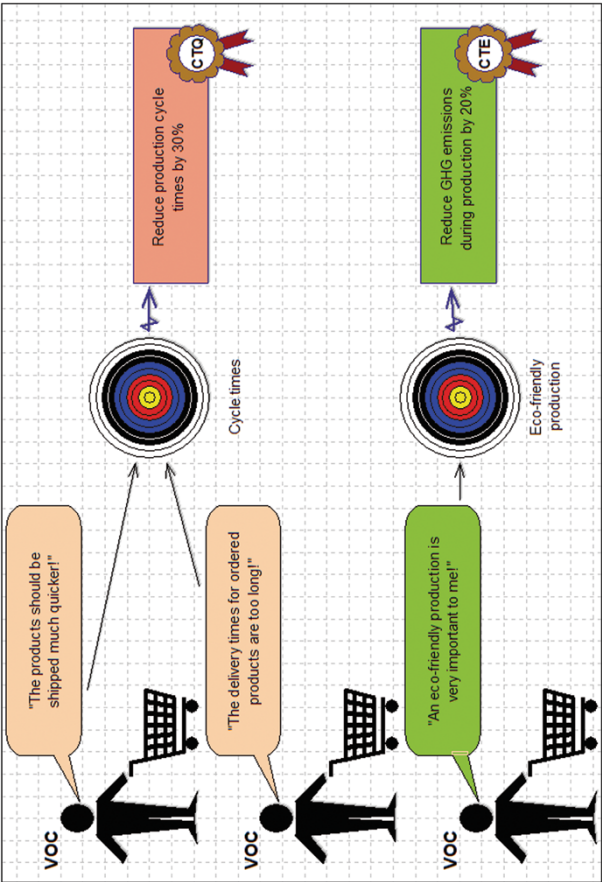 VOC
"The products should be
shipped much quicker!"
Cycle times
Reduce production cycle
times by 30%
CTQ
VOC
"The delivery times for ordered
products are too long!"
VOC
"An eco-friendly production is
very important to me!"
Eco-friendly
production
Reduce GHG emissions
during production by 20%
CTE